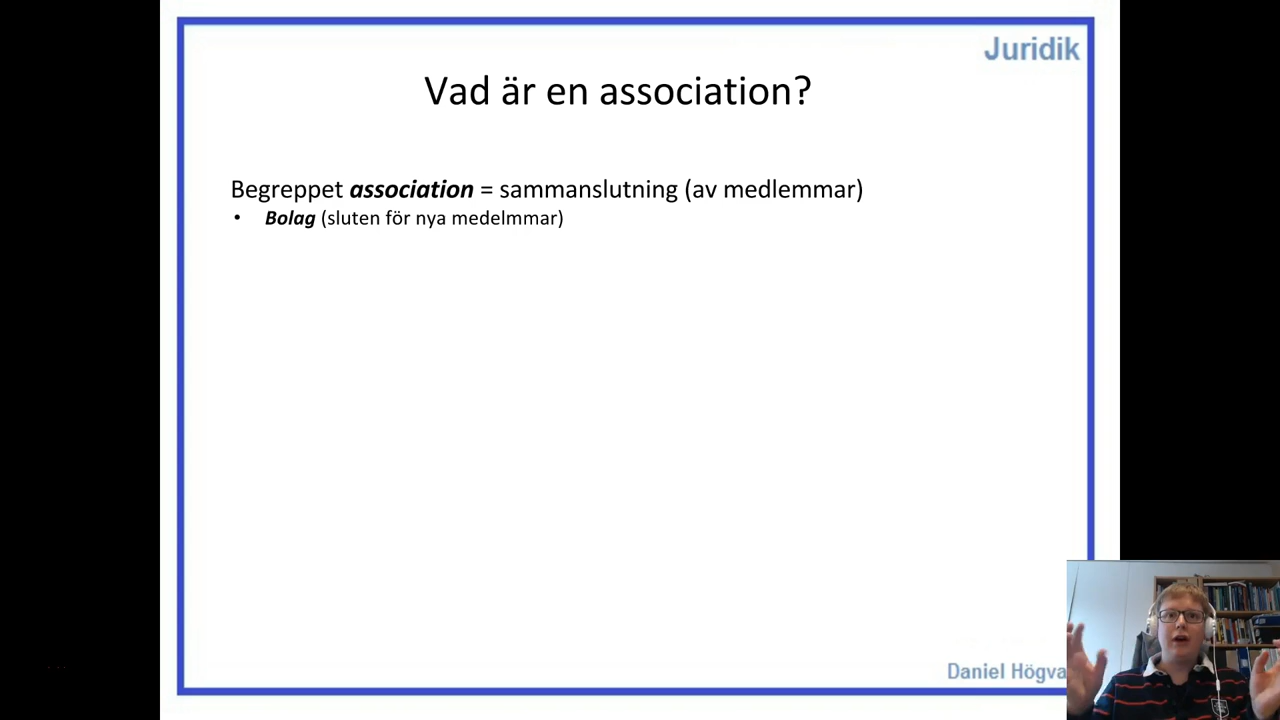 Juridik
Vad är en association?
Begreppet association = sammanslutning (av medlemmar)
• Bolag (sluten för nya medelmmar)
Daniel Högva